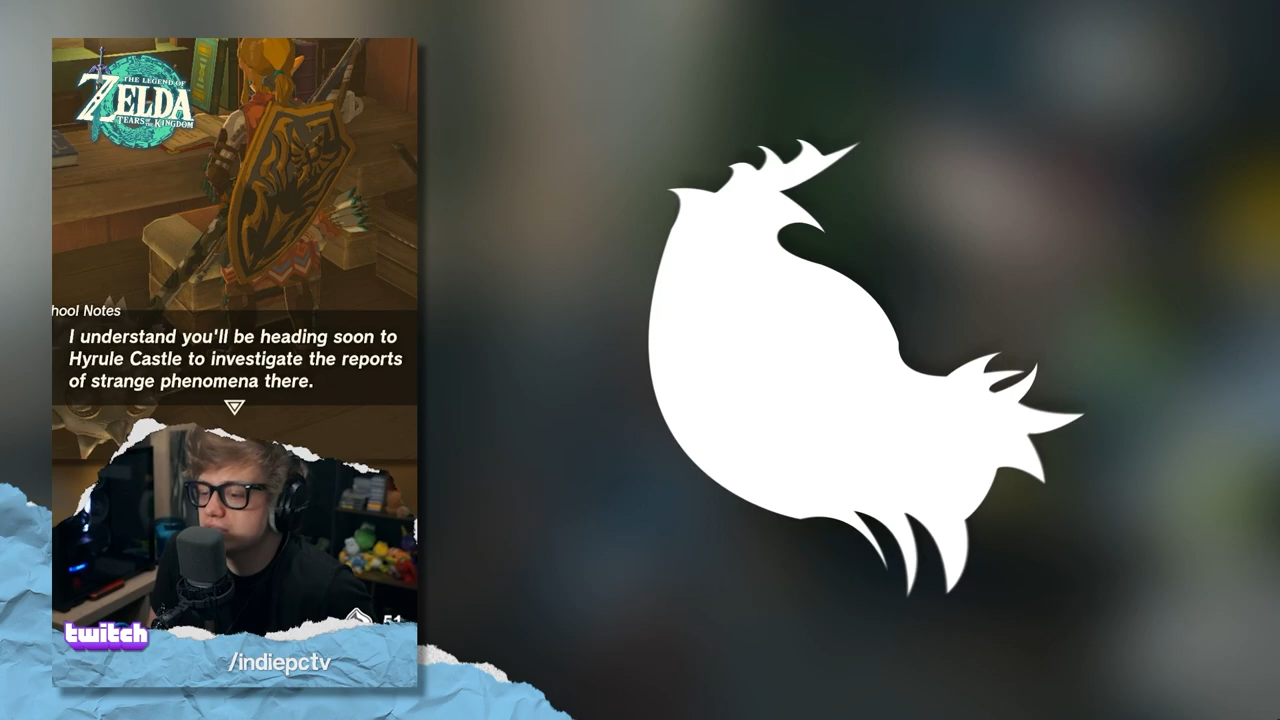 THE LEGEND OF
ZELDA
TEARS OF THE KINGDOM
hool Notes
I understand you'll be heading soon to
Hyrule Castle to investigate the reports
of strange phenomena there.
51
twitch
/indiepctv